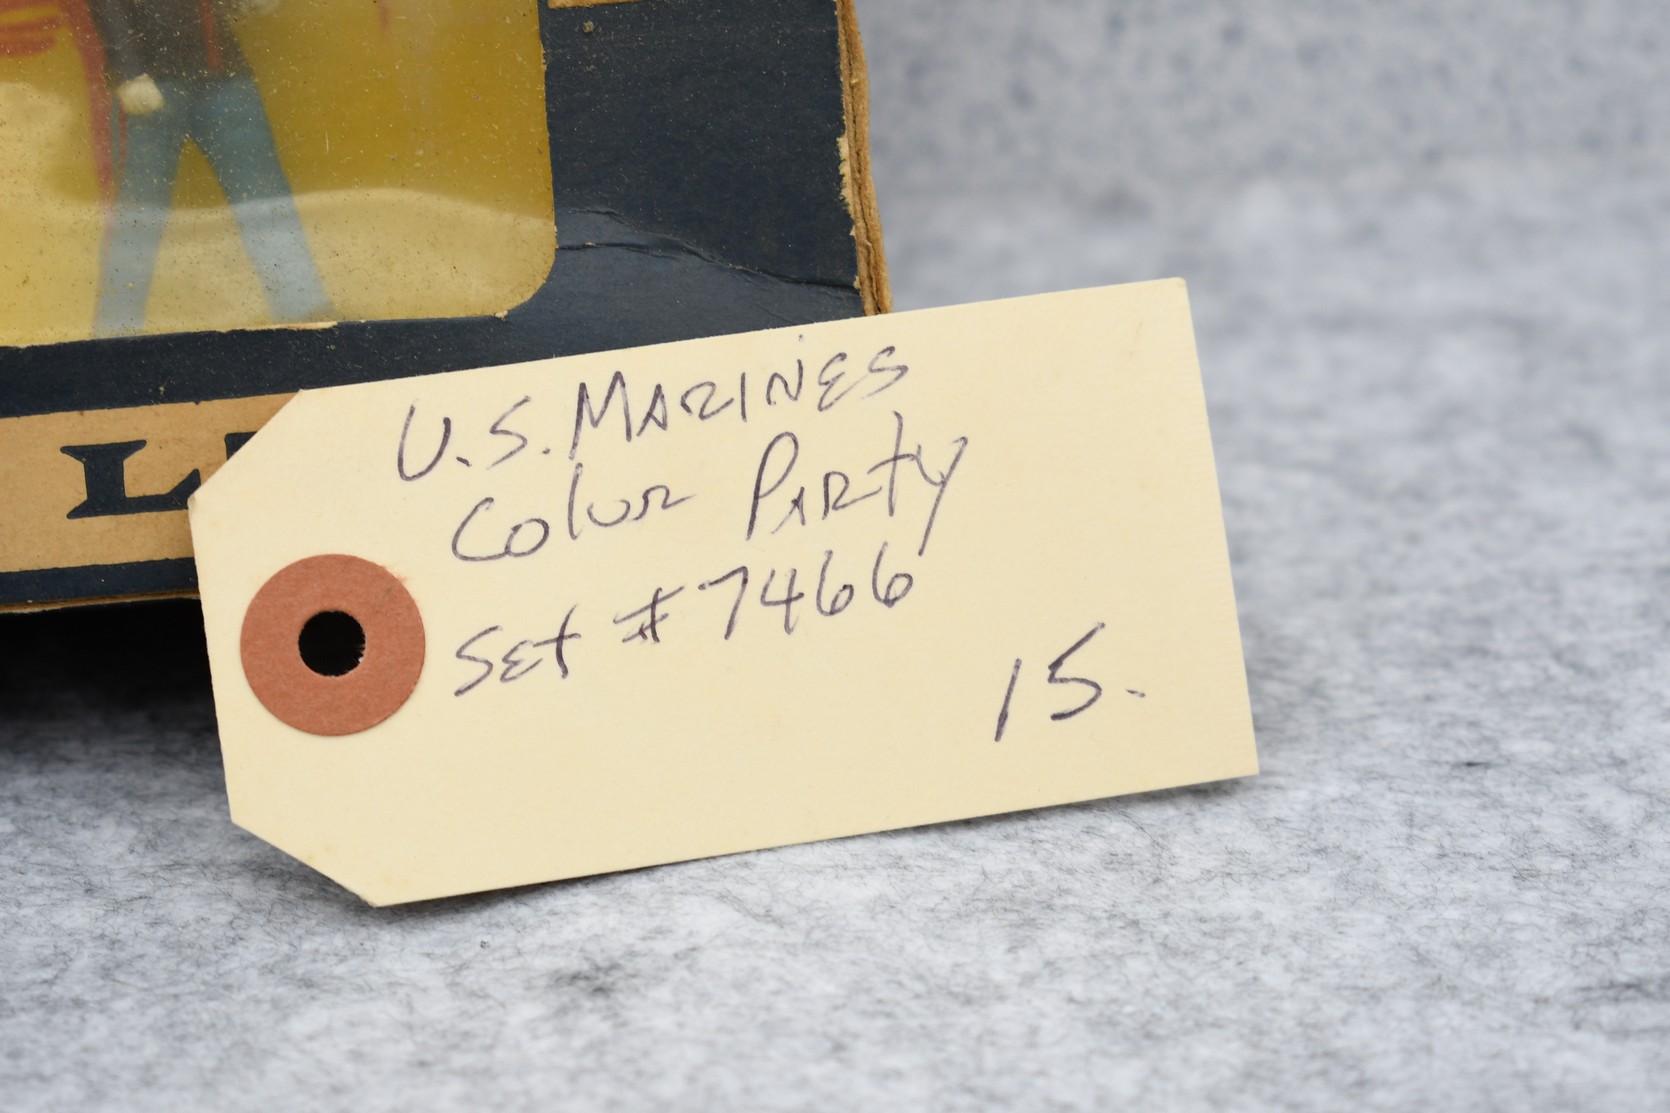 U.S. MARINES
Color Party
Set # 7466
15.
L